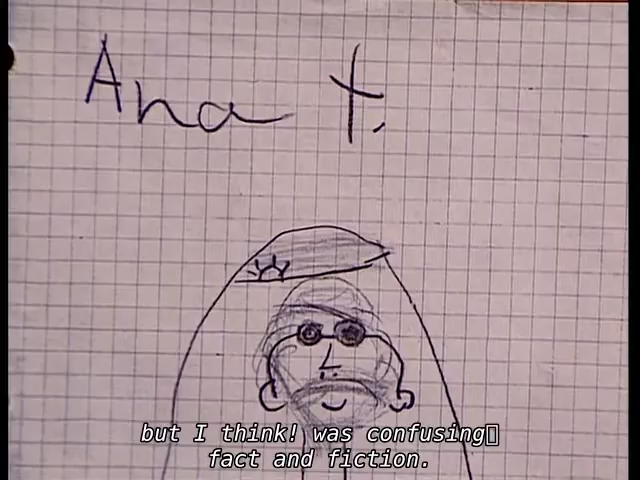 Ana t.
but I think! was confusing▯
fact and fiction.